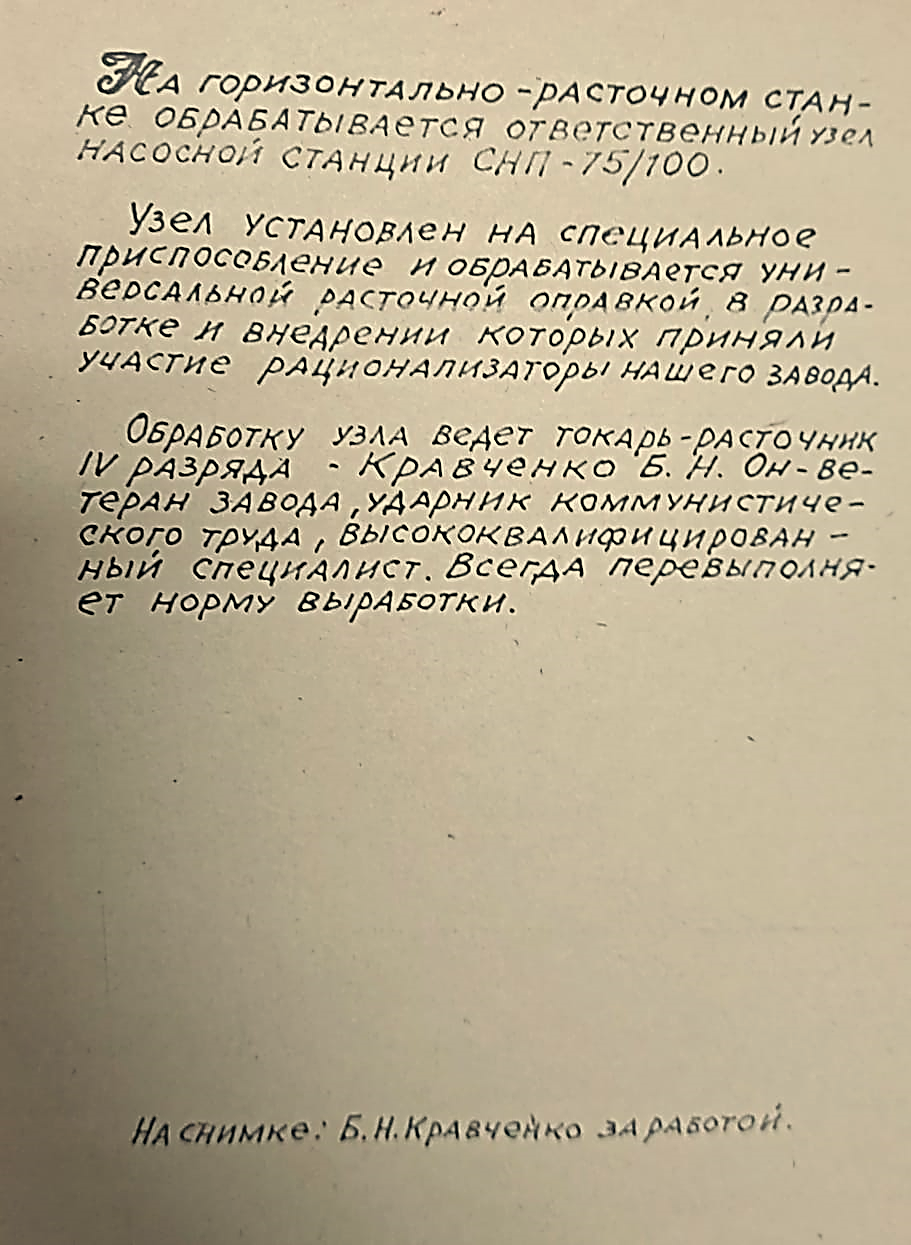 На горизонтально-расточном стан-
ке обрабатывается ответственный узел
насосной станции СНП-75/100.
Узел установлен на специальное
приспособление и обрабатывается уни-
версальной расточной оправкой, в разра-
ботке и внедрении которых приняли
участие рационализаторы нашего завода.
Обработку узла ведет токарь-расточник
IV разряда - Кравченко Б. Н. Он-ве-
теран завода, ударник коммунистиче-
ского труда, высококвалифицирован-
ный специалист. Всегда перевыполня-
ет норму выработки.
На снимке: Б.Н.Кравченко за работой.